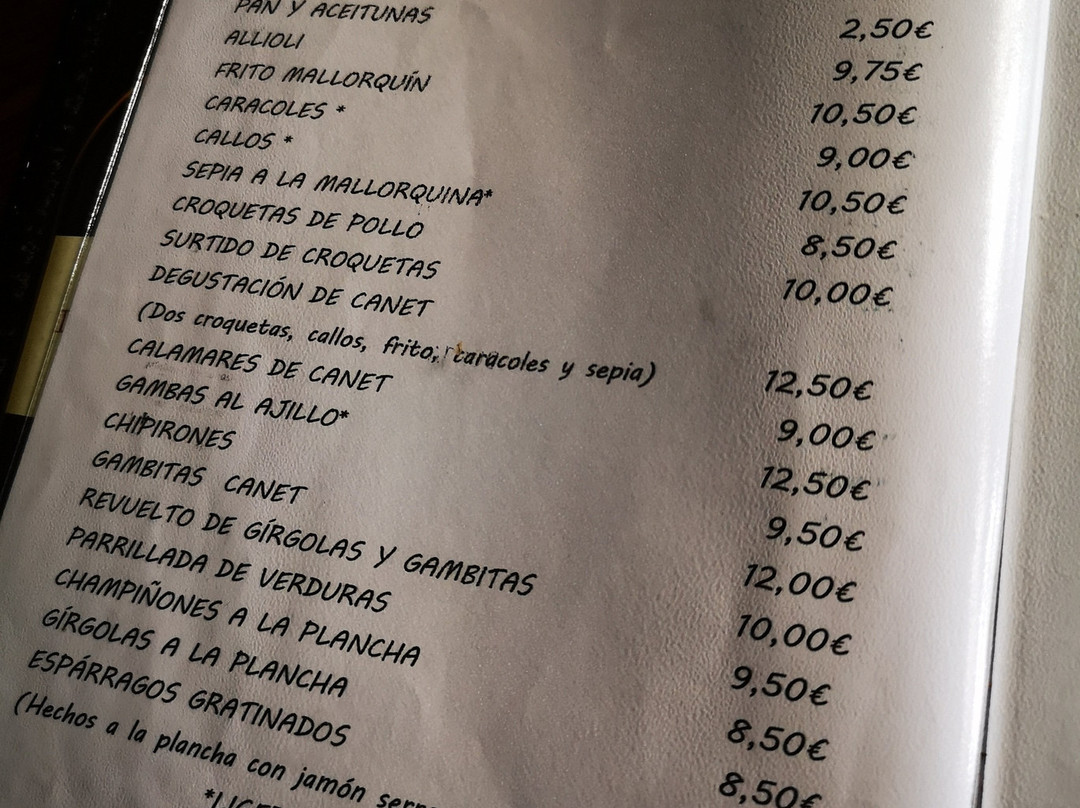 PAN Y ACEITUNAS
ALLIOLI 2,50€
FRITO MALLORQUÍN 9,75€
CARACOLES * 10,50€
CALLOS * 9,00€
SEPIA A LA MALLORQUINA* 10,50€
CROQUETAS DE POLLO 8,50€
SURTIDO DE CROQUETAS 10,00€
DEGUSTACIÓN DE CANET
(Dos croquetas, callos, frito, caracoles y sepia) 12,50€
CALAMARES DE CANET 9,00€
GAMBAS AL AJILLO* 12,50€
CHIPIRONES 9,50€
GAMBITAS CANET 12,00€
REVUELTO DE GÍRGOLAS Y GAMBITAS 10,00€
PARRILLADA DE VERDURAS 9,50€
CHAMPIÑONES A LA PLANCHA 8,50€
GÍRGOLAS A LA PLANCHA 8,50€
ESPÁRRAGOS GRATINADOS
(Hechos a la plancha con jamón